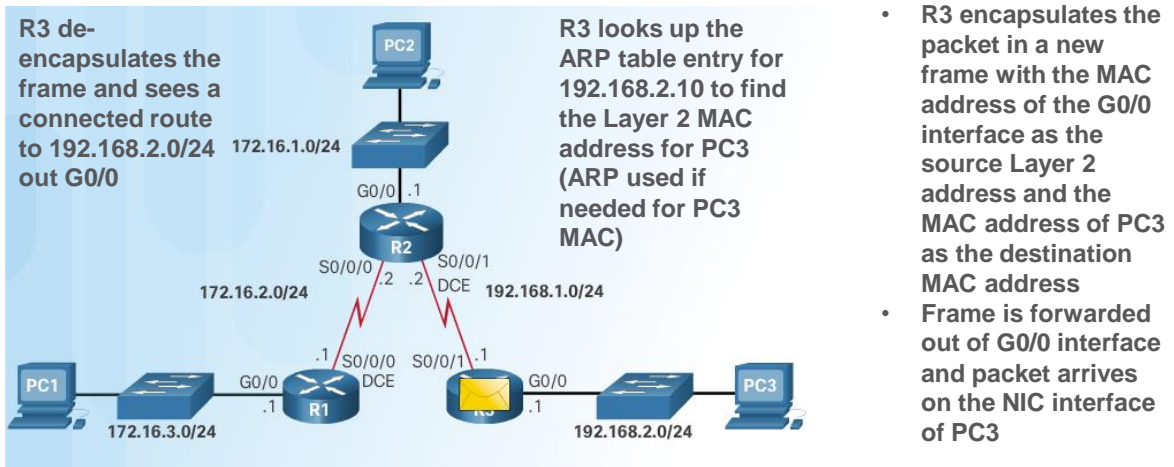 R3 de-
encapsulates the
frame and sees a
connected route
to 192.168.2.0/24
out G0/0
R3 looks up the
ARP table entry for
192.168.2.10 to find
the Layer 2 MAC
address for PC3
(ARP used if
needed for PC3
MAC)
• R3 encapsulates the
packet in a new
frame with the MAC
address of the G0/0
interface as the
source Layer 2
address and the
MAC address of PC3
as the destination
MAC address
• Frame is forwarded
out of G0/0 interface
and packet arrives
on the NIC interface
of PC3
PC2
172.16.1.0/24
G0/0 .1
R2
S0/0/0 .2
.2 S0/0/1
DCE
172.16.2.0/24
192.168.1.0/24
.1 S0/0/0
DCE
S0/0/1 .1
PC1
G0/0
.1
R1
G0/0
.1
PC3
172.16.3.0/24
192.168.2.0/24